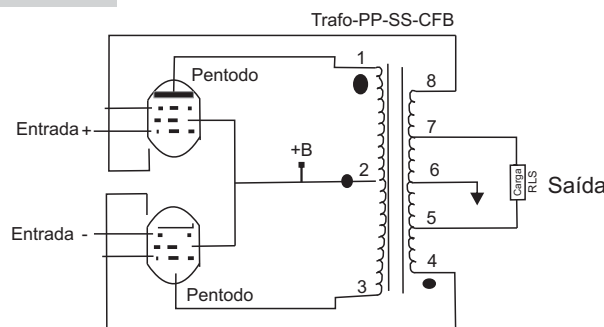 Trafo-PP-SS-CFB
1
Pentodo
8
7
Entrada +
+B
2
6
Carga
RLS
Saída
5
Entrada -
4
3
Pentodo